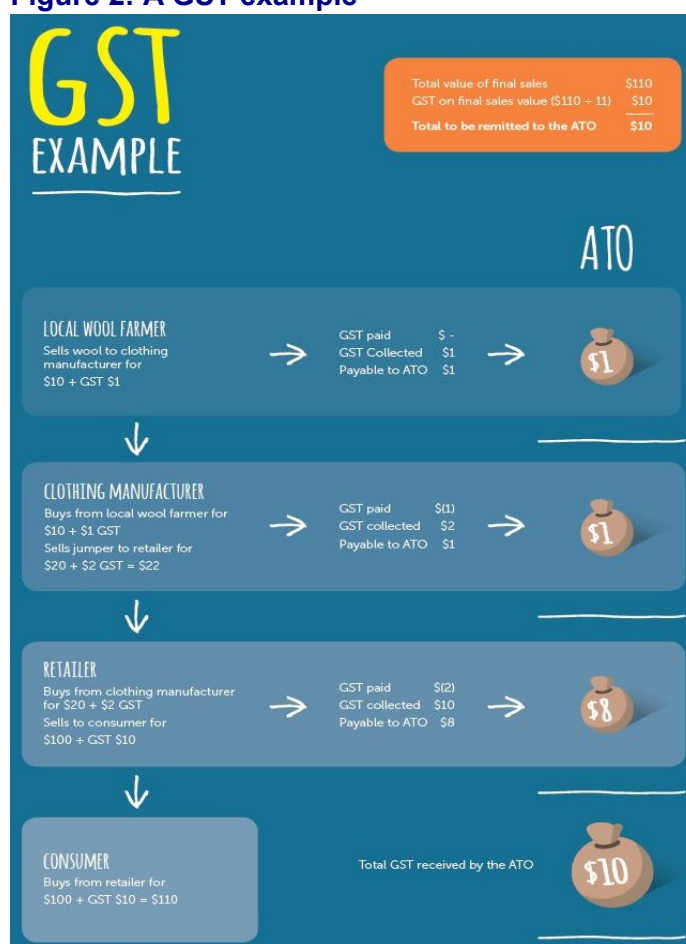 Figure 2: A GST example
GST
EXAMPLE
Total value of final sales $110
GST on final sales value ($110 ÷ 11) $10
Total to be remitted to the ATO $10
ATO
LOCAL WOOL FARMER
Sells wool to clothing
manufacturer for
$10 + GST $1
GST paid $ -
GST Collected $1
Payable to ATO $1
$1
CLOTHING MANUFACTURER
Buys from local wool farmer for
$10 + $1 GST
Sells jumper to retailer for
$20 + $2 GST = $22
GST paid $(1)
GST collected $2
Payable to ATO $1
$1
RETAILER
Buys from clothing manufacturer
for $20 + $2 GST
Sells to consumer for
$100 + GST $10
GST paid $(2)
GST collected $10
Payable to ATO $8
$8
CONSUMER
Buys from retailer for
$100 + GST $10 = $110
Total GST received by the ATO
$10